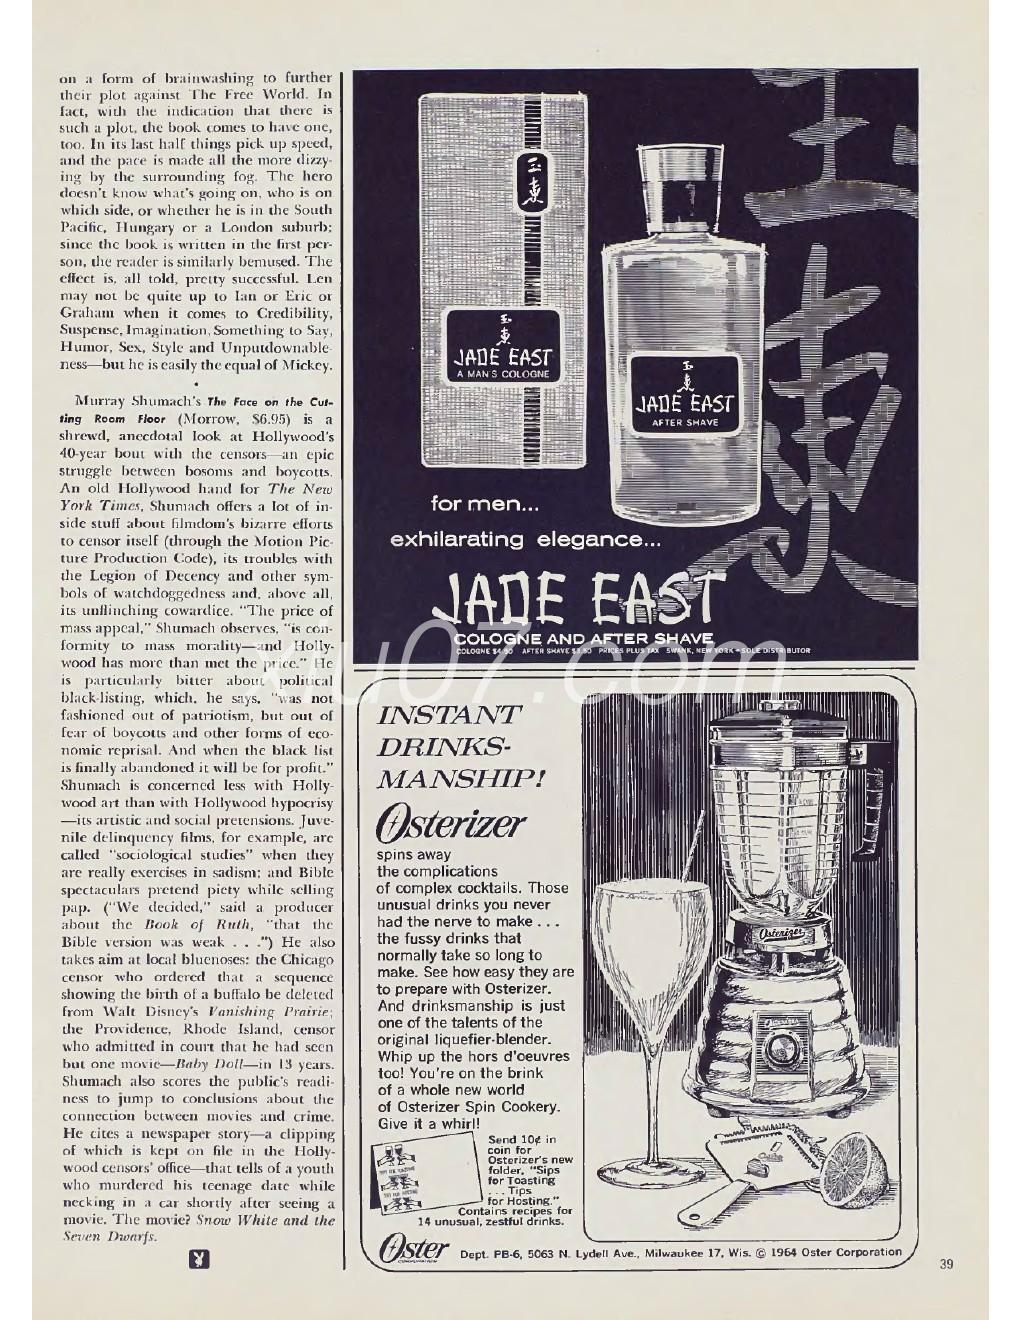 on a form of brainwashing to further
their plot against The Free World. In
fact, with the indication that there is
such a plot, the book comes to have one,
too. In its last half things pick up speed,
and the pace is made all the more dizzy-
ing by the surrounding fog. The hero
doesn't know what's going on, who is on
which side, or whether he is in the South
Pacific, Hungary or a London suburb;
since the book is written in the first per-
son, the reader is similarly bemused. The
effect is, all told, pretty successful. Len
may not be quite up to Ian or Eric or
Graham when it comes to Credibility,
Suspense, Imagination, Something to Say,
Humor, Sex, Style and Unputdownable-
ness—but he is easily the equal of Mickey.
•
Murray Shumach's The Face on the Cut-
ting Room Floor (Morrow, $6.95) is a
shrewd, anecdotal look at Hollywood's
40-year bout with the censors—an epic
struggle between bosoms and boycotts.
An old Hollywood hand for The New
York Times, Shumach offers a lot of in-
side stuff about filmdom's bizarre efforts
to censor itself (through the Motion Pic-
ture Production Code), its troubles with
the Legion of Decency and other sym-
bols of watchdoggedness and, above all,
its unflinching cowardice. "The price of
mass appeal," Shumach observes, "is con-
formity to mass morality—and Holly-
wood has more than met the price." He
is particularly bitter about political
black-listing, which, he says, "was not
fashioned out of patriotism, but out of
fear of boycotts and other forms of eco-
nomic reprisal. And when the black list
is finally abandoned it will be for profit."
Shumach is concerned less with Holly-
wood art than with Hollywood hypocrisy
—its artistic and social pretensions. Juve-
nile delinquency films, for example, are
called "sociological studies" when they
are really exercises in sadism; and Bible
spectaculars pretend piety while selling
pap. ("We decided," said a producer
about the Book of Ruth, "that the
Bible version was weak . . .") He also
takes aim at local bluenoses: the Chicago
censor who ordered that a sequence
showing the birth of a buffalo be deleted
from Walt Disney's Vanishing Prairie;
the Providence, Rhode Island, censor
who admitted in court that he had seen
but one movie—Baby Doll—in 13 years.
Shumach also scores the public's readi-
ness to jump to conclusions about the
connection between movies and crime.
He cites a newspaper story—a clipping
of which is kept on file in the Holly-
wood censors' office—that tells of a youth
who murdered his teenage date while
necking in a car shortly after seeing a
movie. The movie? Snow White and the
Seven Dwarfs.
玉東
玉東
JADE EAST
A MAN'S COLOGNE
玉東
JADE EAST
AFTER SHAVE
玉東
for men...
exhilarating elegance...
JADE EAST
COLOGNE AND AFTER SHAVE
COLOGNE $4.50 AFTER SHAVE $3.50 PRICES PLUS TAX SWANK, NEW YORK • SOLE DISTRIBUTOR
xiu07.com
INSTANT
DRINKS-
MANSHIP!
Osterizer
spins away
the complications
of complex cocktails. Those
unusual drinks you never
had the nerve to make . . .
the fussy drinks that
normally take so long to
make. See how easy they are
to prepare with Osterizer.
And drinksmanship is just
one of the talents of the
original liquefier-blender.
Whip up the hors d'oeuvres
too! You're on the brink
of a whole new world
of Osterizer Spin Cookery.
Give it a whirl!
Osterizer
Send 10¢ in
coin for
Osterizer's new
folder, "Sips
for Toasting
. . . Tips
for Hosting."
Contains recipes for
14 unusual, zestful drinks.
Oster
CORPORATION
Dept. PB-6, 5063 N. Lydell Ave., Milwaukee 17, Wis. © 1964 Oster Corporation
39